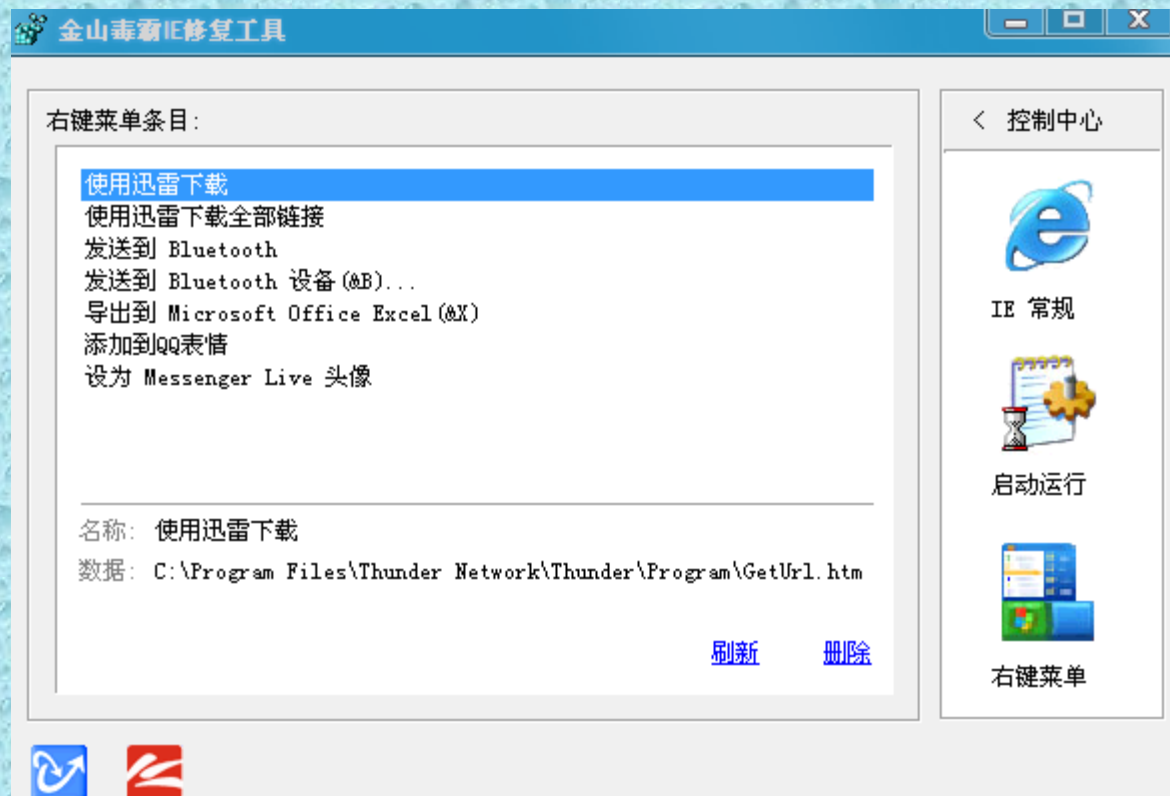 金山毒霸IE修复工具
右键菜单条目:
使用迅雷下载
使用迅雷下载全部链接
发送到 Bluetooth
发送到 Bluetooth 设备(&B)...
导出到 Microsoft Office Excel(&X)
添加到QQ表情
设为 Messenger Live 头像
名称: 使用迅雷下载
数据: C:\Program Files\Thunder Network\Thunder\Program\GetUrl.htm
刷新 删除
< 控制中心
IE 常规
启动运行
右键菜单